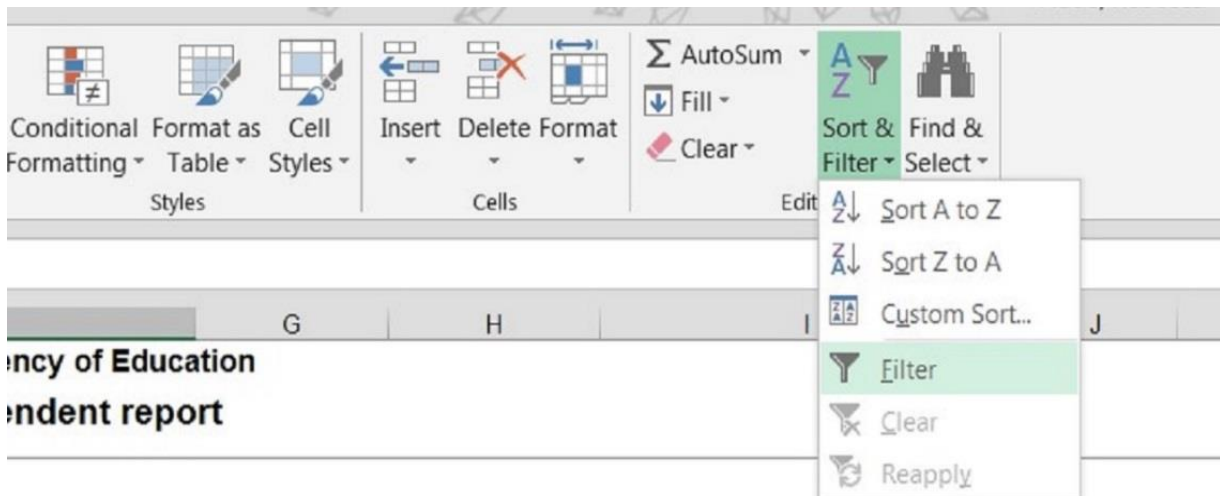 Conditional Formatting
Format as Table
Cell Styles
Styles
Insert
Delete
Format
Cells
AutoSum
Fill
Clear
Sort & Filter
Find & Select
Edit
Sort A to Z
Sort Z to A
Custom Sort...
Filter
Clear
Reapply
G H I J
ency of Education
endent report